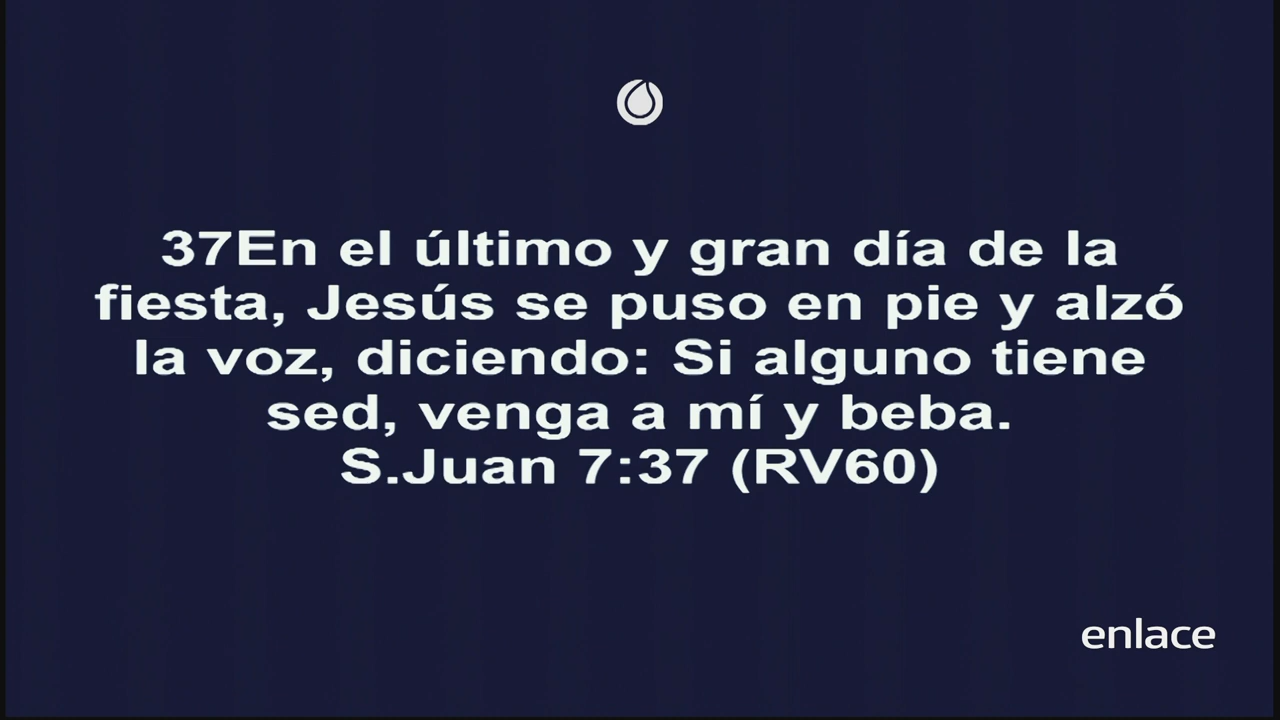 37En el último y gran día de la
fiesta, Jesús se puso en pie y alzó
la voz, diciendo: Si alguno tiene
sed, venga a mí y beba.
S.Juan 7:37 (RV60)
enlace